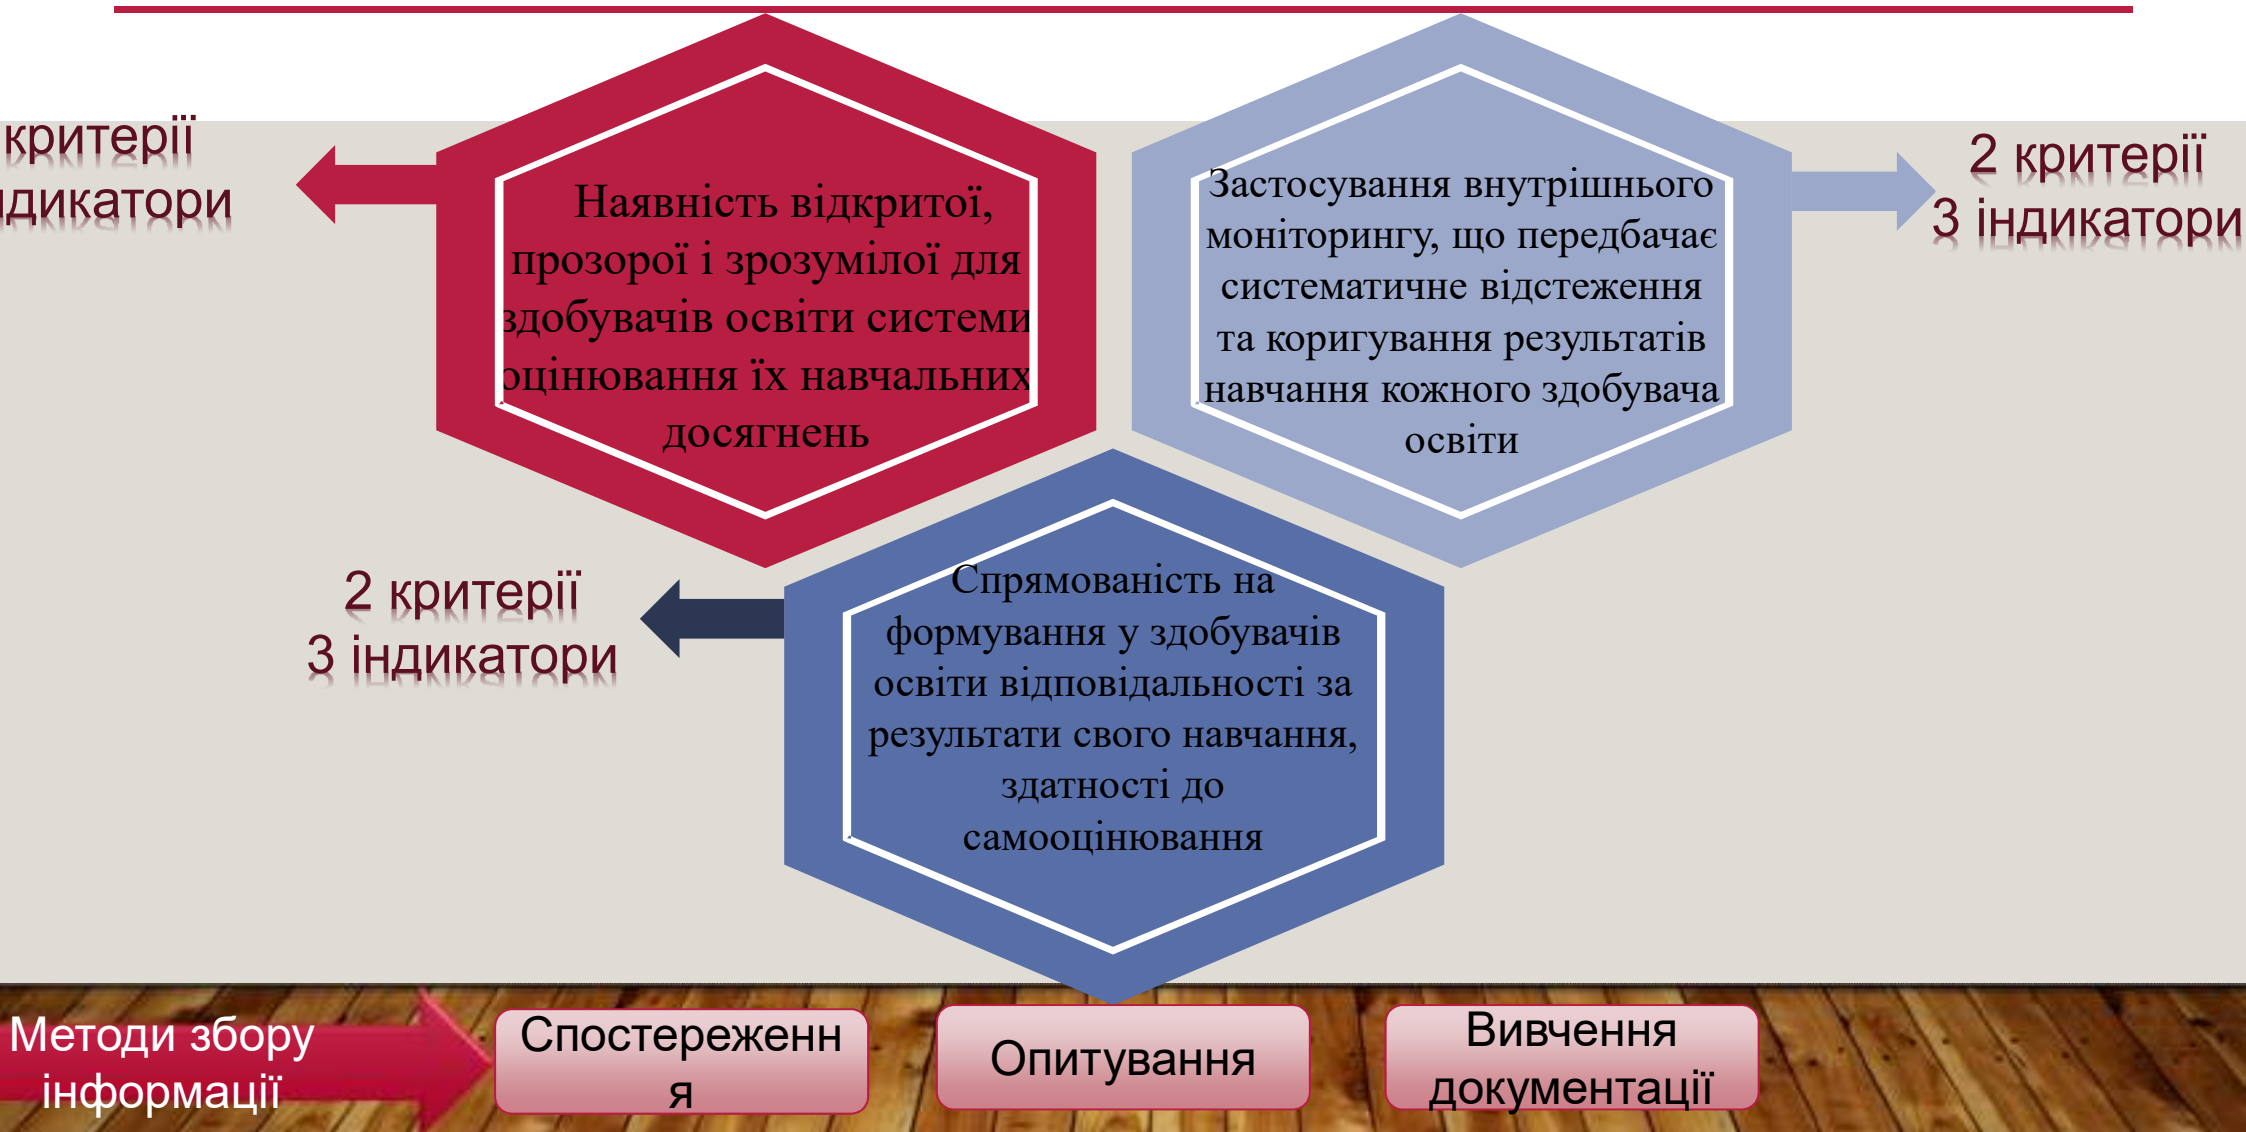 критерії
Наявність відкритої,
прозорої і зрозумілої для
здобувачів освіти системи
оцінювання їх навчальних
досягнень
Застосування внутрішнього
моніторингу, що передбачає
систематичне відстеження
та коригування результатів
навчання кожного здобувача
освіти
2 критерії
3 індикатори
2 критерії
3 індикатори
Спрямованість на
формування у здобувачів
освіти відповідальності за
результати свого навчання,
здатності до
самооцінювання
Методи збору
інформації
Спостереженн
я
Опитування
Вивчення
документації